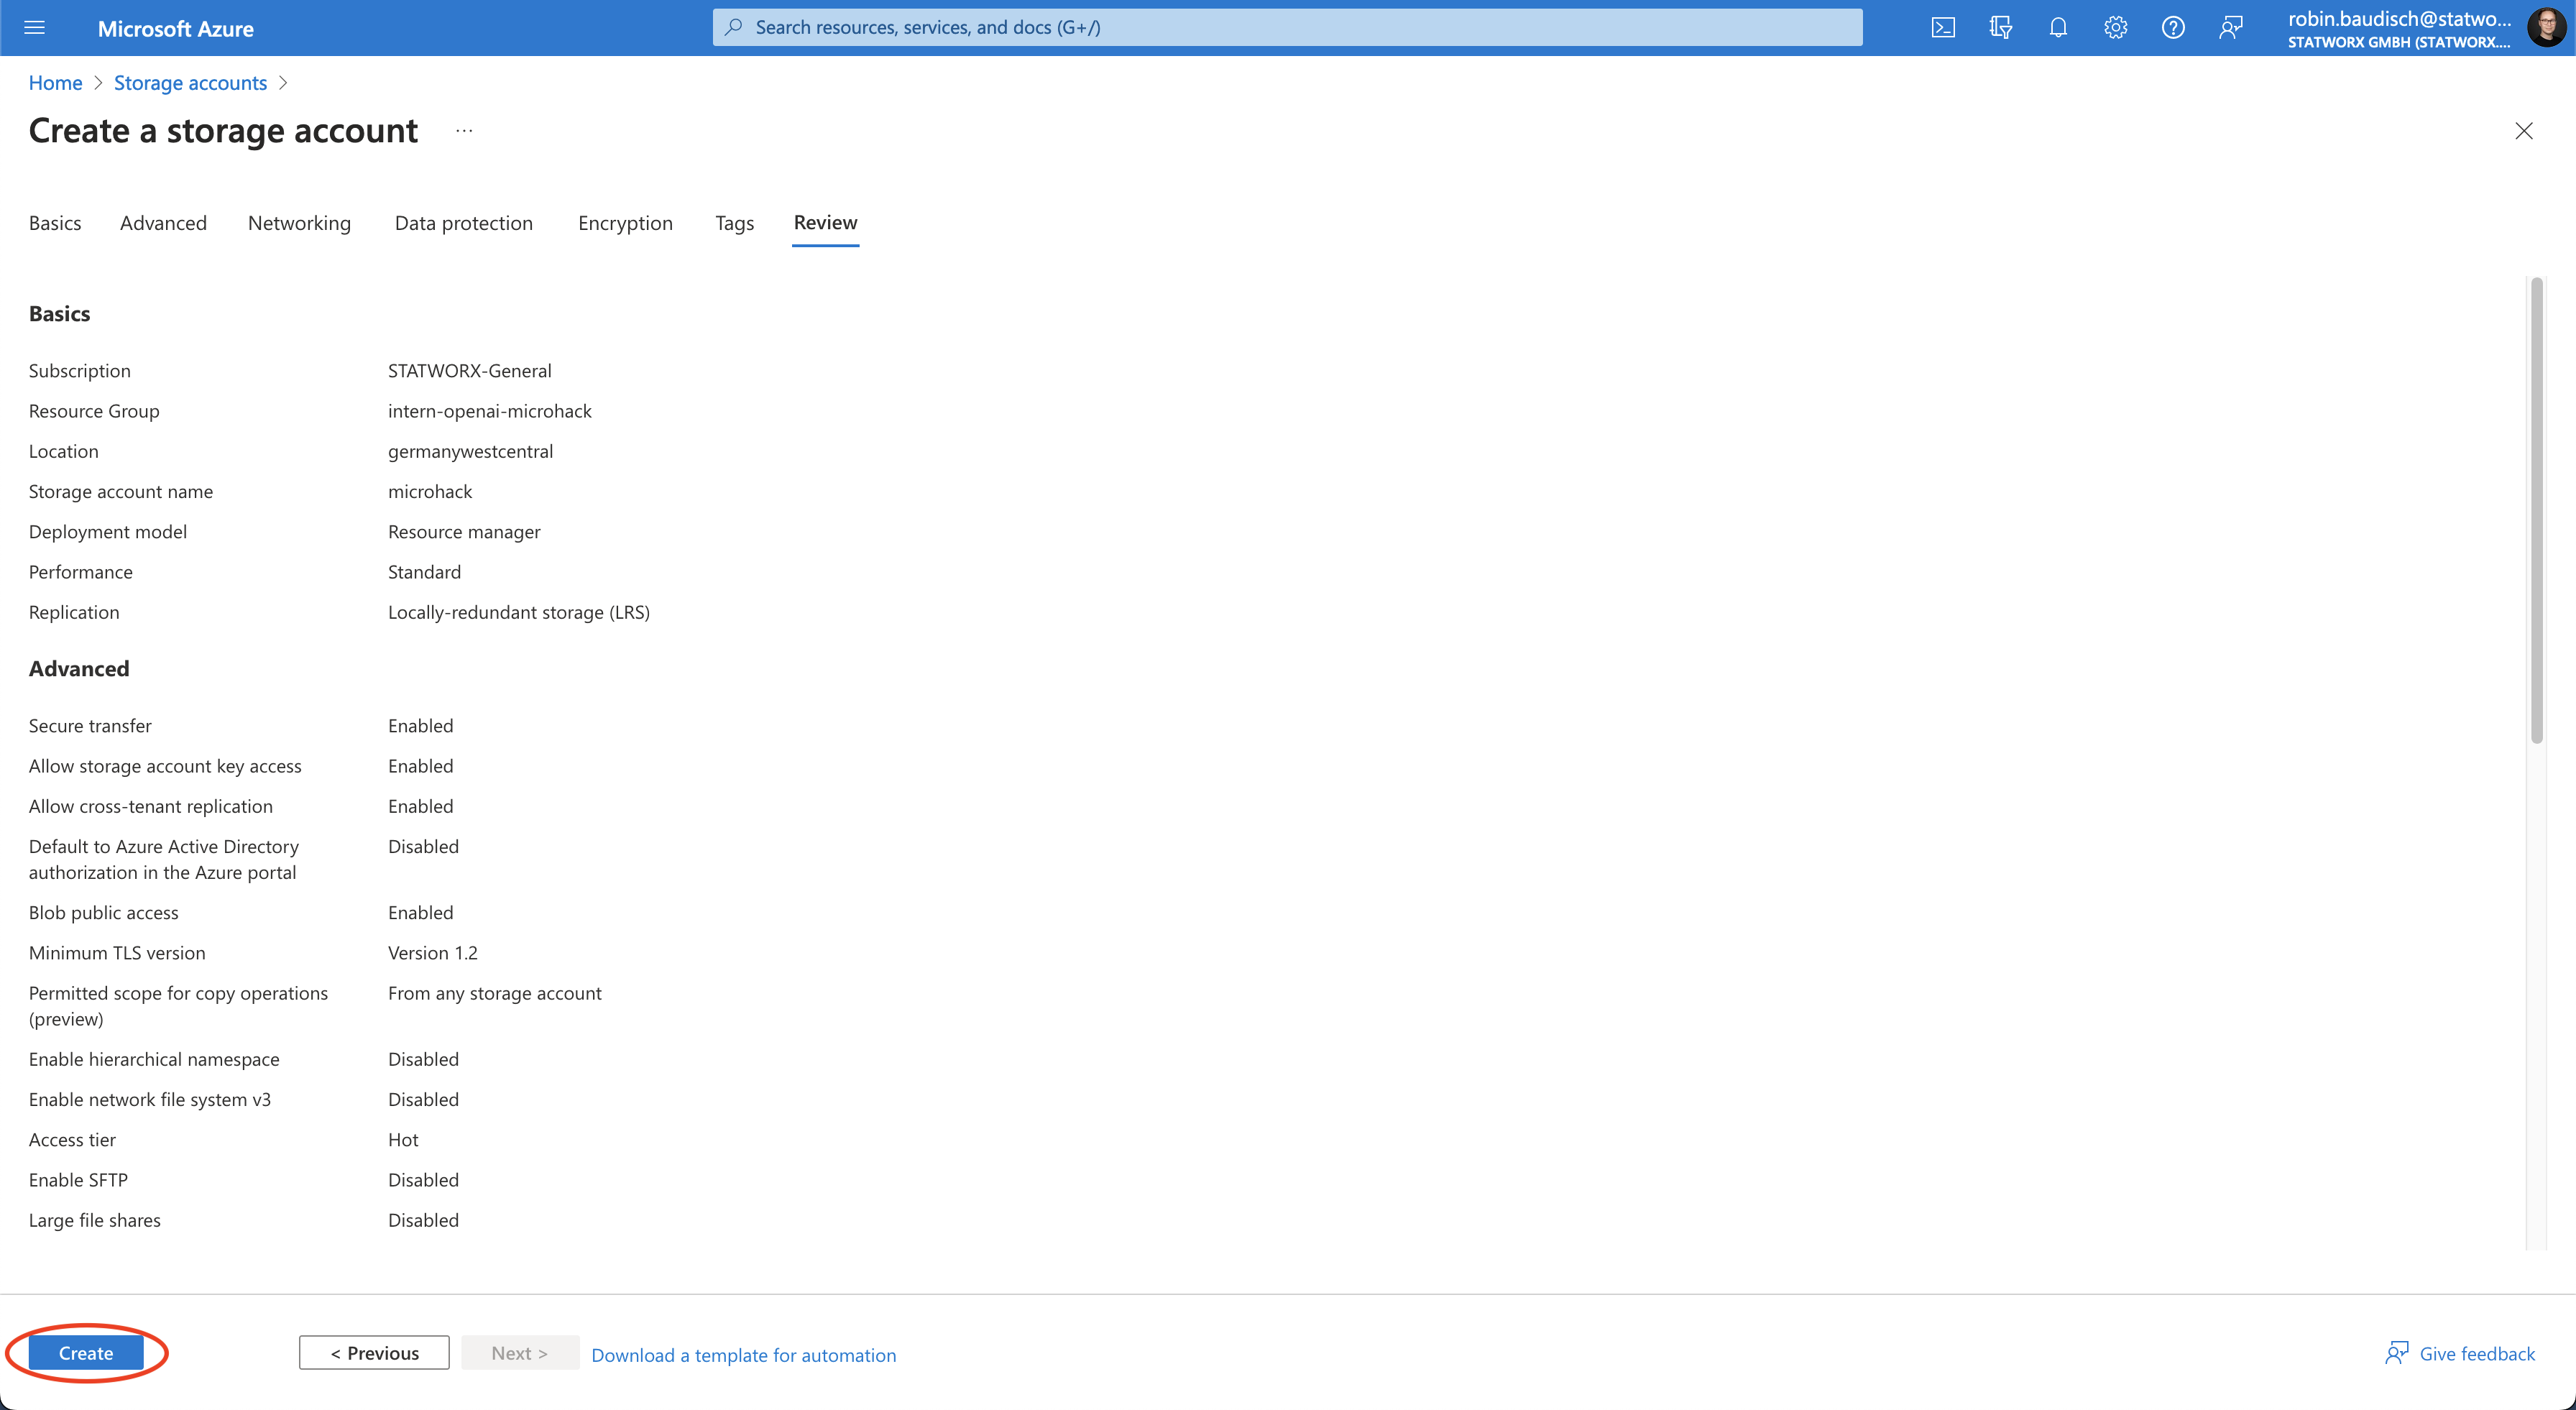 Microsoft Azure
Search resources, services, and docs (G+/)
robin.baudisch@statwo...
STATWORX GMBH (STATWORX....
Home > Storage accounts >
Create a storage account ...
Basics Advanced Networking Data protection Encryption Tags Review
Basics
Subscription STATWORX-General
Resource Group intern-openai-microhack
Location germanywestcentral
Storage account name microhack
Deployment model Resource manager
Performance Standard
Replication Locally-redundant storage (LRS)
Advanced
Secure transfer Enabled
Allow storage account key access Enabled
Allow cross-tenant replication Enabled
Default to Azure Active Directory Disabled
authorization in the Azure portal
Blob public access Enabled
Minimum TLS version Version 1.2
Permitted scope for copy operations From any storage account
(preview)
Enable hierarchical namespace Disabled
Enable network file system v3 Disabled
Access tier Hot
Enable SFTP Disabled
Large file shares Disabled
Create < Previous Next > Download a template for automation Give feedback